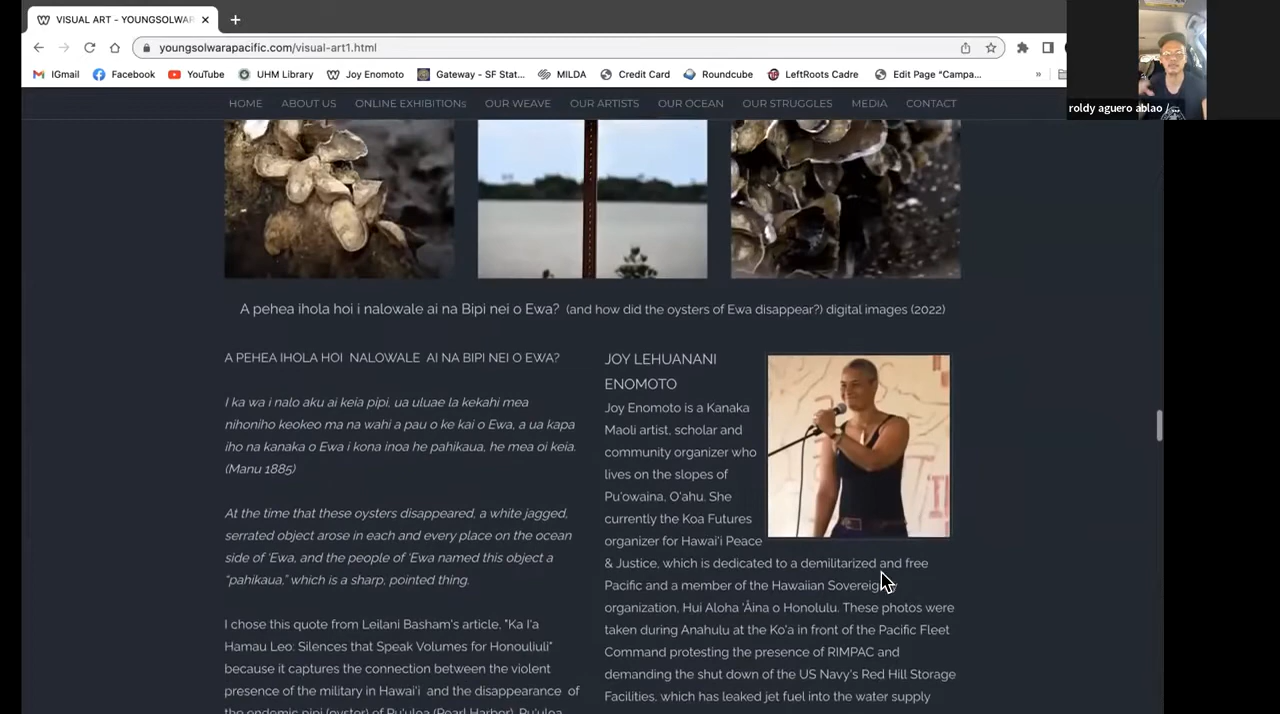 VISUAL ART - YOUNGSOLWAR
youngsolwarapacific.com/visual-art1.html
IGmail Facebook YouTube UHM Library Joy Enomoto Gateway - SF Stat... MILDA Credit Card Roundcube LeftRoots Cadre Edit Page "Campa... »
roldy aguero ablao /
HOME ABOUT US ONLINE EXHIBITIONs OUR WEAVE OUR ARTISTS OUR OCEAN OUR STRUGGLES MEDIA CONTACT
A pehea ihola hoi i nalowale ai na Bipi nei o Ewa? (and how did the oysters of Ewa disappear?) digital images (2022)
A PEHEA IHOLA HOI NALOWALE AI NA BIPI NEI O EWA?
I ka wa i nalo aku ai keia pipi, ua uluae la kekahi mea
nihoniho keokeo ma na wahi a pau o ke kai o Ewa, a ua kapa
iho na kanaka o Ewa i kona inoa he pahikaua, he mea oi keia.
(Manu 1885)
At the time that these oysters disappeared, a white jagged,
serrated object arose in each and every place on the ocean
side of 'Ewa, and the people of 'Ewa named this object a
"pahikaua," which is a sharp, pointed thing.
I chose this quote from Leilani Basham's article, "Ka I'a
Hamau Leo: Silences that Speak Volumes for Honouliuli"
because it captures the connection between the violent
presence of the military in Hawai'i and the disappearance of
the endemic pipi (oyster) of Pu'uloa (Pearl Harbor). Pu'uloa
JOY LEHUANANI
ENOMOTO
Joy Enomoto is a Kanaka
Maoli artist, scholar and
community organizer who
lives on the slopes of
Pu'owaina, O'ahu. She
currently the Koa Futures
organizer for Hawai'i Peace
& Justice, which is dedicated to a demilitarized and free
Pacific and a member of the Hawaiian Sovereignty
organization, Hui Aloha 'Āina o Honolulu. These photos were
taken during Anahulu at the Ko'a in front of the Pacific Fleet
Command protesting the presence of RIMPAC and
demanding the shut down of the US Navy's Red Hill Storage
Facilities, which has leaked jet fuel into the water supply